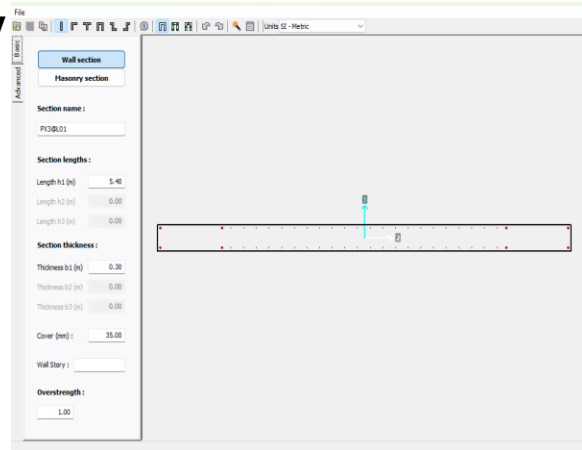 File
Units SI - Metric
Basic
Advanced
Wall section
Masonry section
Section name :
PX3@L01
Section lengths :
Length h1 (m) 5.40
Length h2 (m) 0.00
Length h3 (m) 0.00
Section thickness :
Thickness b1 (m) 0.30
Thickness b2 (m) 0.00
Thickness b3 (m) 0.00
Cover (mm) : 35.00
Wall Story :
Overstrength :
1.00
2